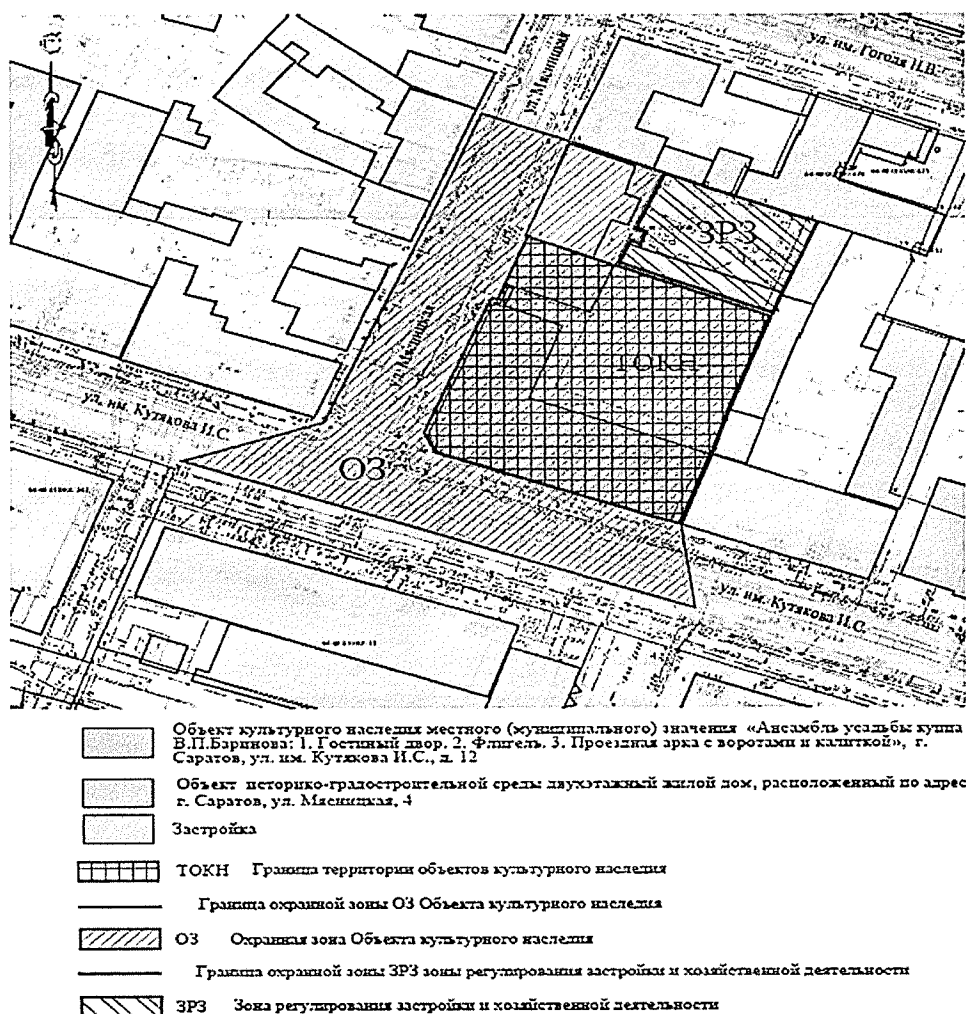 ул. им. Гоголя Н.В.
ул. Мясницкая
ЗРЗ
ул. Мясницкая
ТОКН
ул. им. Кутякова И.С.
ОЗ
ул. им. Кутякова И.С.
Объект культурного наследия местного (муниципального) значения «Ансамбль усадьбы купца
В.П.Баринова: 1. Гостиный двор. 2. Флигель. 3. Проездная арка с воротами и калиткой», г.
Саратов, ул. им. Кутякова И.С., д. 12
Объект историко-градостроительной среды двухэтажный жилой дом, расположенный по адрес
г. Саратов, ул. Мясницкая, 4
Застройка
ТОКН Граница территории объектов культурного наследия
Граница охранной зоны ОЗ Объекта культурного наследия
ОЗ Охранная зона Объекта культурного наследия
Граница охранной зоны ЗРЗ зоны регулирования застройки и хозяйственной деятельности
ЗРЗ Зона регулирования застройки и хозяйственной деятельности